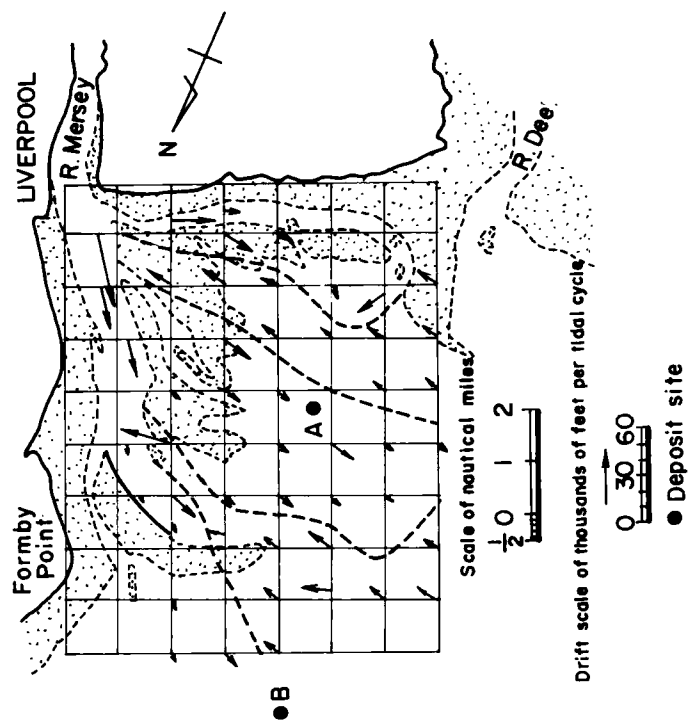 LIVERPOOL
R. Mersey
Formby
Point
N
R. Dee
A
B
Scale of nautical miles
½ 0 1 2
Drift scale of thousands of feet per tidal cycle
0 30 60
● Deposit site